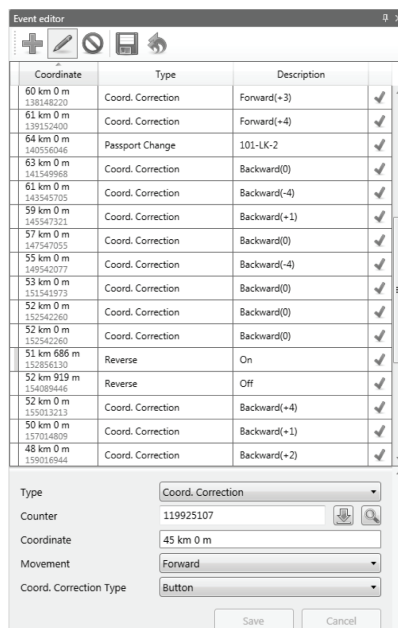 Event editor
Coordinate Type Description
60 km 0 m
138148220
Coord. Correction Forward(+3)
61 km 0 m
139152400
Coord. Correction Forward(+4)
64 km 0 m
140556046
Passport Change 101-LK-2
63 km 0 m
141549968
Coord. Correction Backward(0)
61 km 0 m
143545705
Coord. Correction Backward(-4)
59 km 0 m
145547321
Coord. Correction Backward(+1)
57 km 0 m
147547055
Coord. Correction Backward(0)
55 km 0 m
149542077
Coord. Correction Backward(-4)
53 km 0 m
151541973
Coord. Correction Backward(0)
52 km 0 m
152542260
Coord. Correction Backward(0)
52 km 0 m
152542260
Coord. Correction Backward(0)
51 km 686 m
152856130
Reverse On
52 km 919 m
154089446
Reverse Off
52 km 0 m
155013213
Coord. Correction Backward(+4)
50 km 0 m
157014809
Coord. Correction Backward(+1)
48 km 0 m
159016944
Coord. Correction Backward(+2)
Type Coord. Correction
Counter 119925107
Coordinate 45 km 0 m
Movement Forward
Coord. Correction Type Button
Save Cancel